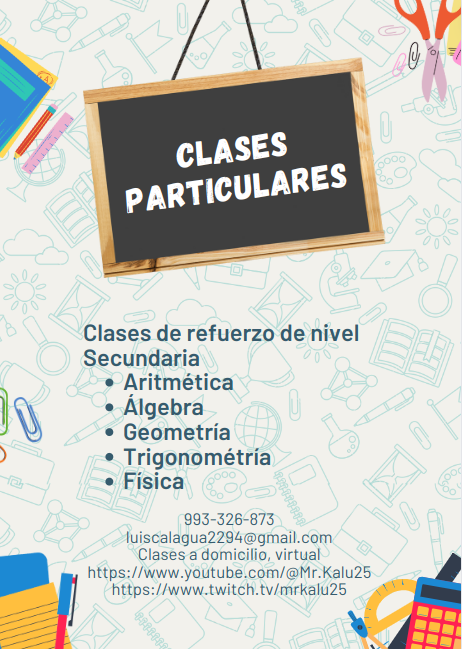 CLASES
PARTICULARES
Clases de refuerzo de nivel
Secundaria
• Aritmética
• Álgebra
• Geometría
• Trigonométría
• Física
993-326-873
luiscalagua2294@gmail.com
Clases a domicilio, virtual
https://www.youtube.com/@Mr.Kalu25
https://www.twitch.tv/mrkalu25